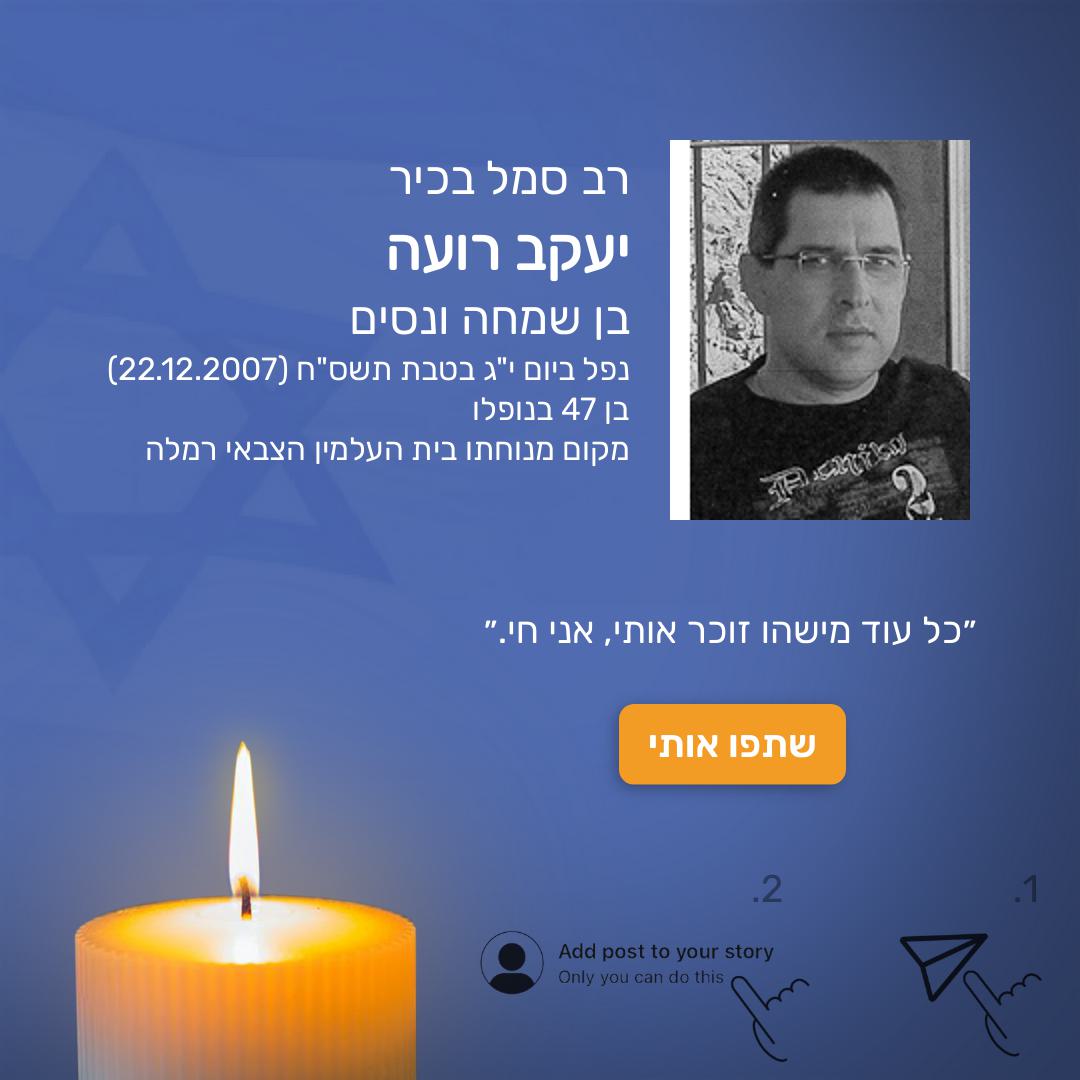 רב סמל בכיר
יעקב רועה
בן שמחה ונסים
נפל ביום י"ג בטבת תשס"ח (22.12.2007)
בן 47 בנופלו
מקום מנוחתו בית העלמין הצבאי רמלה
״כל עוד מישהו זוכר אותי, אני חי.״
שתפו אותי
1.
2.
Add post to your story
Only you can do this